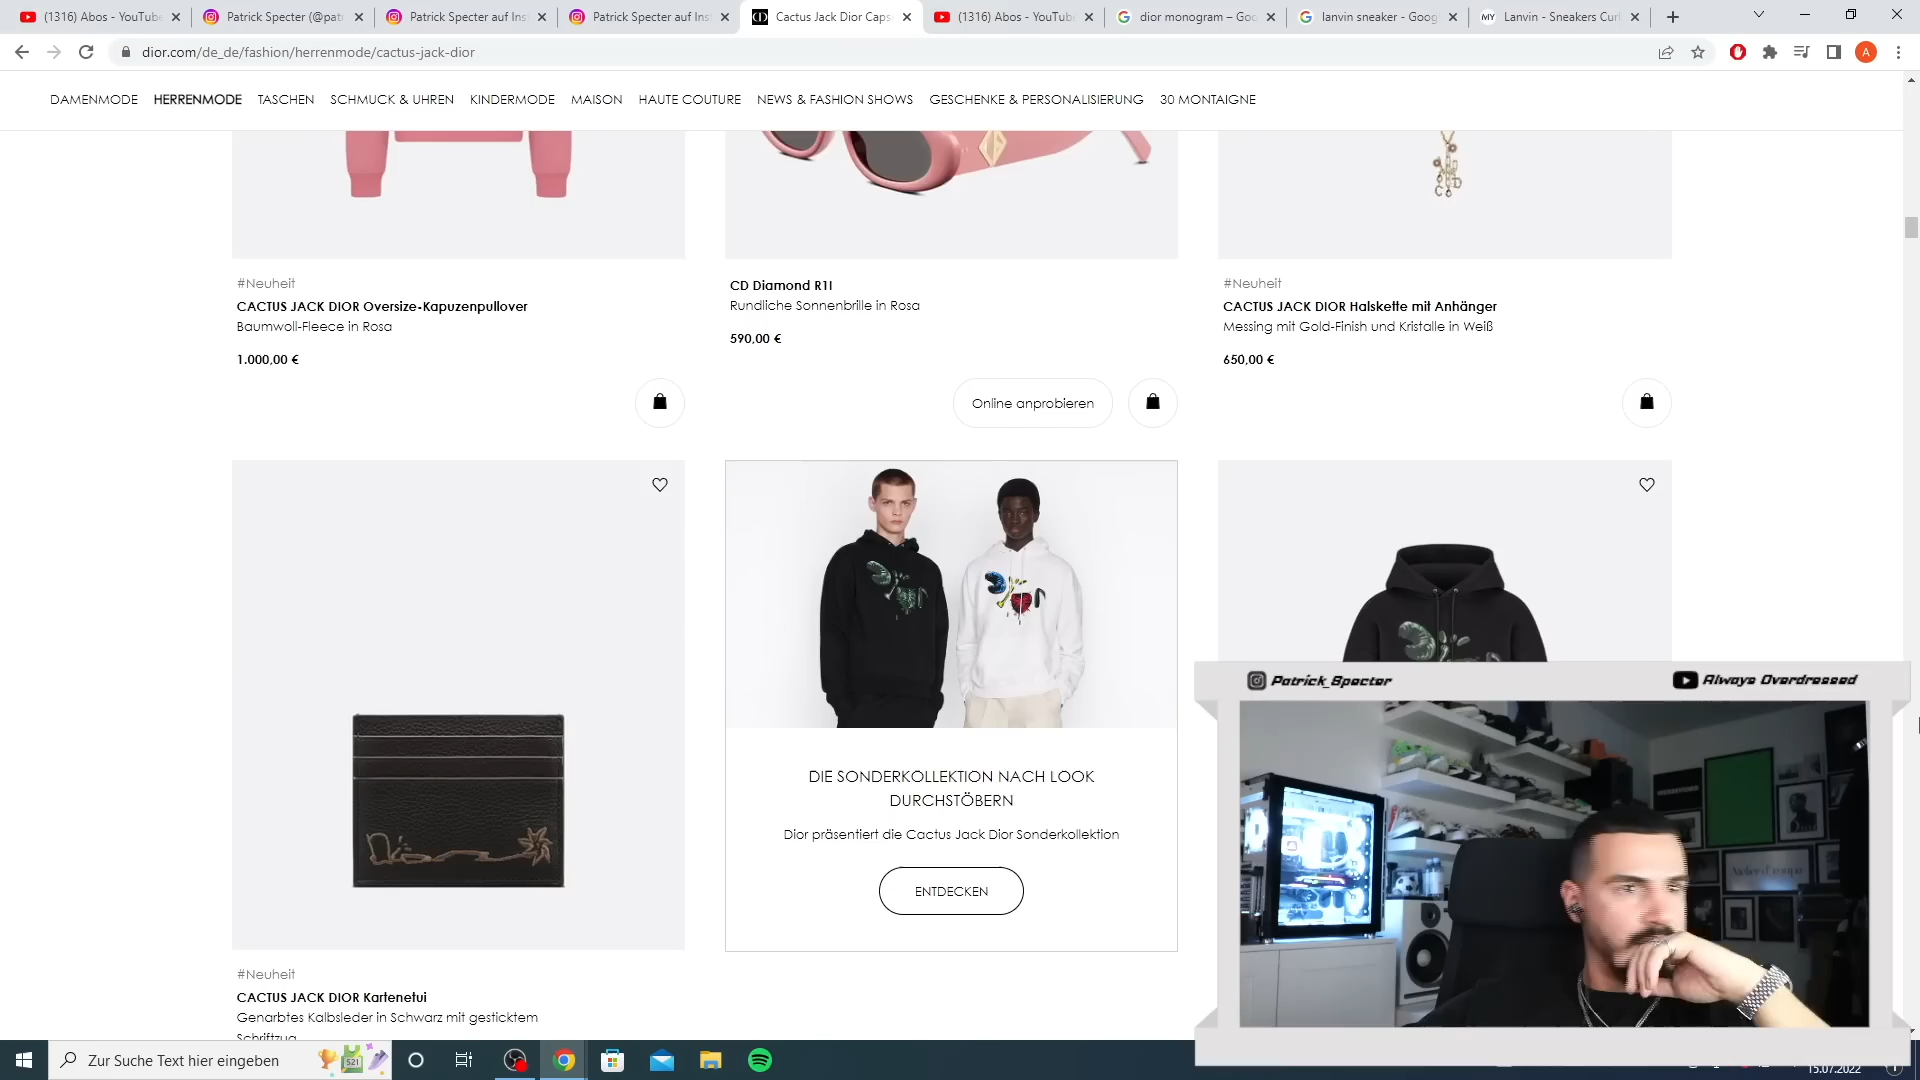 (1316) Abos - YouTube
Patrick Specter (@pat
Patrick Specter auf Ins
Patrick Specter auf Ins
Cactus Jack Dior Caps
(1316) Abos - YouTube
dior monogram – Goo
lanvin sneaker - Goog
MY
Lanvin - Sneakers Cur
dior.com/de_de/fashion/herrenmode/cactus-jack-dior
A
DAMENMODE HERRENMODE TASCHEN SCHMUCK & UHREN KINDERMODE MAISON HAUTE COUTURE NEWS & FASHION SHOWS GESCHENKE & PERSONALISIERUNG 30 MONTAIGNE
#Neuheit
CACTUS JACK DIOR Oversize-Kapuzenpullover
Baumwoll-Fleece in Rosa
1.000,00 €
CD Diamond R1I
Rundliche Sonnenbrille in Rosa
590,00 €
Online anprobieren
#Neuheit
CACTUS JACK DIOR Halskette mit Anhänger
Messing mit Gold-Finish und Kristalle in Weiß
650,00 €
DIE SONDERKOLLEKTION NACH LOOK
DURCHSTÖBERN
Dior präsentiert die Cactus Jack Dior Sonderkollektion
ENTDECKEN
#Neuheit
CACTUS JACK DIOR Kartenetui
Genarbtes Kalbsleder in Schwarz mit gesticktem
Schriftzug
Patrick_Specter
Always Overdressed
Zur Suche Text hier eingeben
15.07.2022